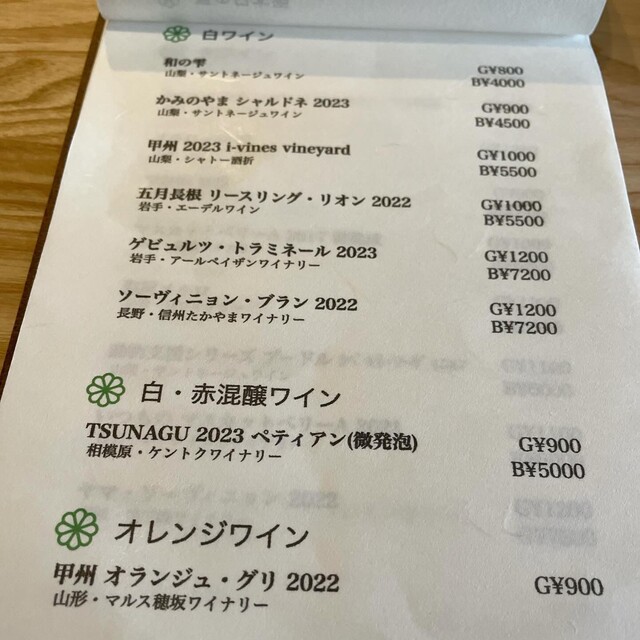 白ワイン
和の雫 G¥800
山梨・サントネージュワイン B¥4000
かみのやま シャルドネ 2023 G¥900
山梨・サントネージュワイン B¥4500
甲州 2023 i-vines vineyard G¥1000
山梨・シャトー酒折 B¥5500
五月長根 リースリング・リオン 2022 G¥1000
岩手・エーデルワイン B¥5500
ゲビュルツ・トラミネール 2023 G¥1200
岩手・アールペイザンワイナリー B¥7200
ソーヴィニョン・ブラン 2022 G¥1200
長野・信州たかやまワイナリー B¥7200
白・赤混醸ワイン
TSUNAGU 2023 ペティアン(微発泡) G¥900
相模原・ケントクワイナリー B¥5000
オレンジワイン
甲州 オランジュ・グリ 2022 G¥900
山形・マルス穂坂ワイナリー